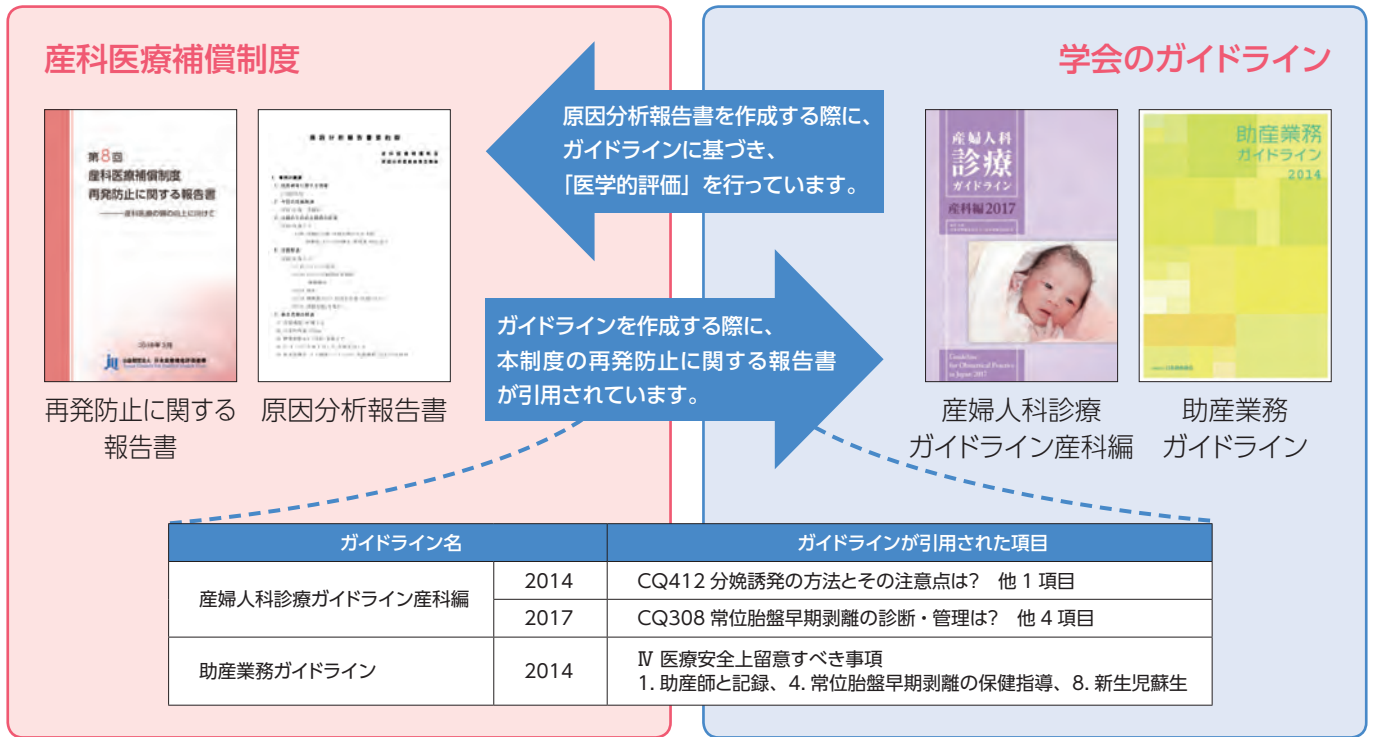 産科医療補償制度
学会のガイドライン
第8回
産科医療補償制度
再発防止に関する報告書
原因分析報告書要約版
再発防止に関する
報告書
原因分析報告書
原因分析報告書を作成する際に、
ガイドラインに基づき、
「医学的評価」を行っています。
ガイドラインを作成する際に、
本制度の再発防止に関する報告書
が引用されています。
産婦人科
診療
ガイドライン
産科編2017
Guideline
for Obstetrical Practice
in Japan 2017
助産業務
ガイドライン
2014
産婦人科診療
ガイドライン産科編
助産業務
ガイドライン
ガイドライン名 ガイドラインが引用された項目
産婦人科診療ガイドライン産科編 2014 CQ412 分娩誘発の方法とその注意点は? 他 1 項目
2017 CQ308 常位胎盤早期剥離の診断・管理は? 他 4 項目
助産業務ガイドライン 2014 Ⅳ 医療安全上留意すべき事項
1. 助産師と記録、4. 常位胎盤早期剥離の保健指導、8. 新生児蘇生